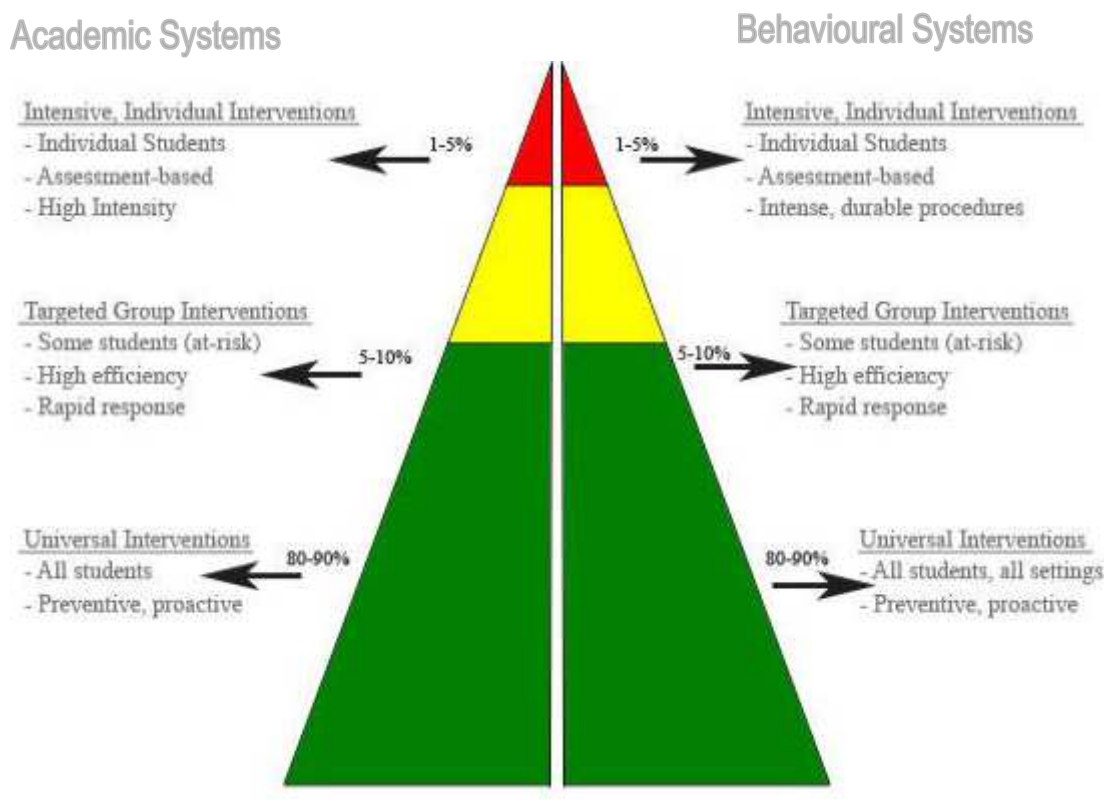 Academic Systems
Intensive, Individual Interventions
- Individual Students
- Assessment-based
- High Intensity
1-5%
Targeted Group Interventions
- Some students (at-risk)
- High efficiency
- Rapid response
5-10%
Universal Interventions
- All students
- Preventive, proactive
80-90%
Behavioural Systems
1-5%
Intensive, Individual Interventions
- Individual Students
- Assessment-based
- Intense, durable procedures
5-10%
Targeted Group Interventions
- Some students (at-risk)
- High efficiency
- Rapid response
80-90%
Universal Interventions
- All students, all settings
- Preventive, proactive